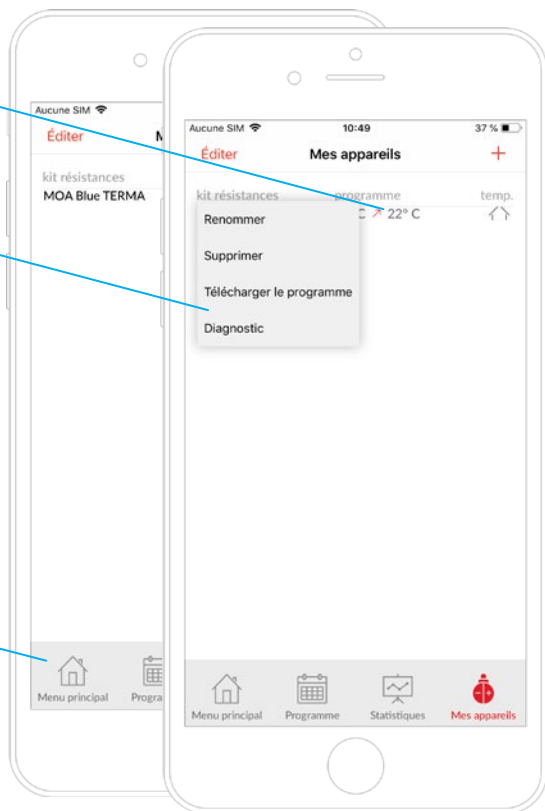 Aucune SIM
Éditer
kit résistances
MOA Blue TERMA
Menu principal
Aucune SIM 10:49 37 %
Éditer Mes appareils +
kit résistances programme temp.
C ↗ 22° C
Renommer
Supprimer
Télécharger le programme
Diagnostic
Menu principal Programme Statistiques Mes appareils